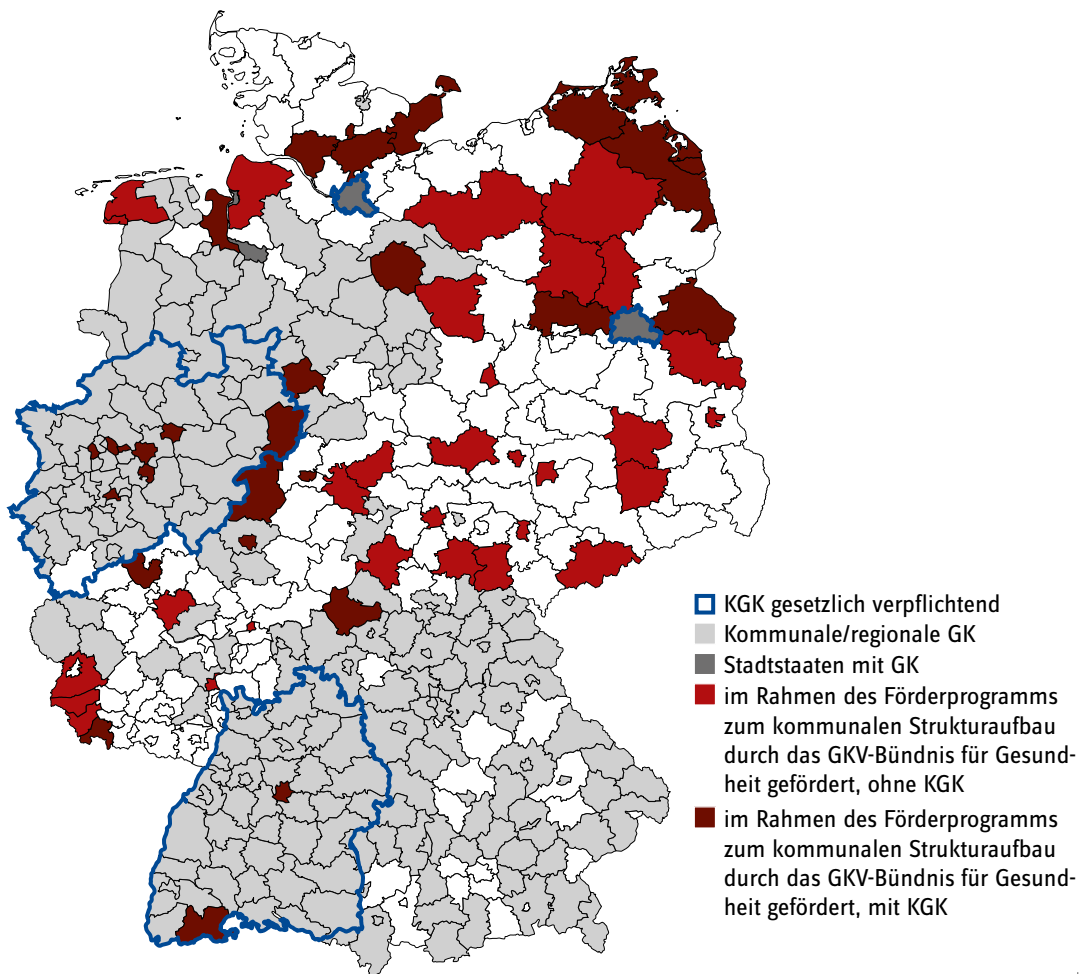 KGK gesetzlich verpflichtend
Kommunale/regionale GK
Stadtstaaten mit GK
im Rahmen des Förderprogramms
zum kommunalen Strukturaufbau
durch das GKV-Bündnis für Gesund-
heit gefördert, ohne KGK
im Rahmen des Förderprogramms
zum kommunalen Strukturaufbau
durch das GKV-Bündnis für Gesund-
heit gefördert, mit KGK